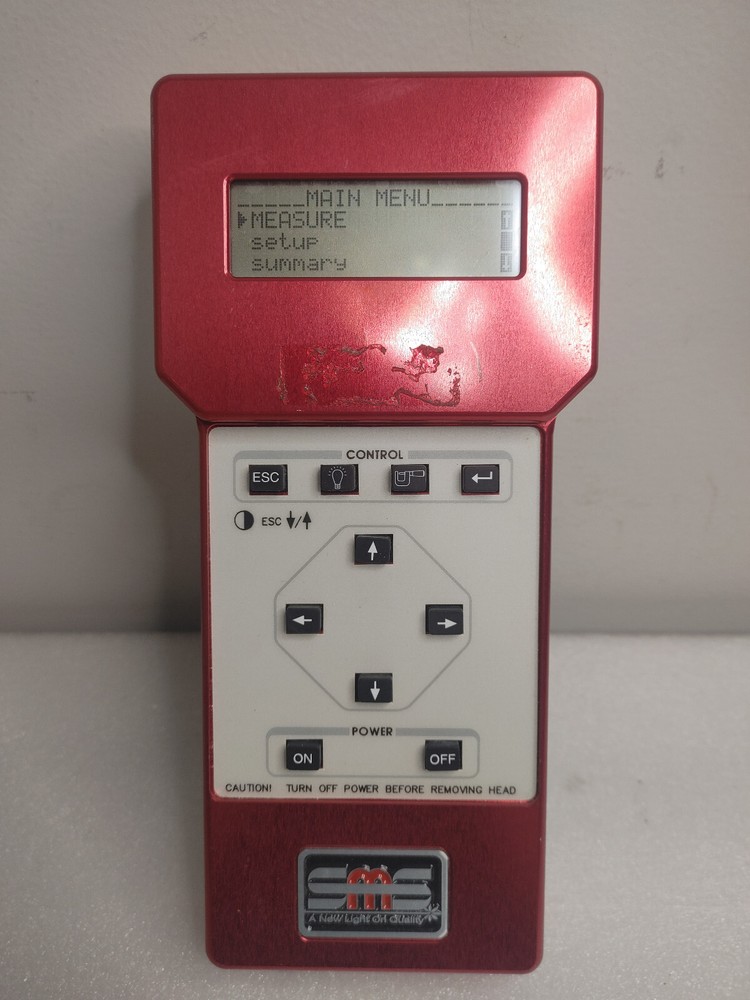 _____MAIN MENU______
MEASURE
setup
summary
CONTROL
ESC
ESC /
POWER
ON OFF
CAUTION! TURN OFF POWER BEFORE REMOVING HEAD
SMS
A New Light On Quality